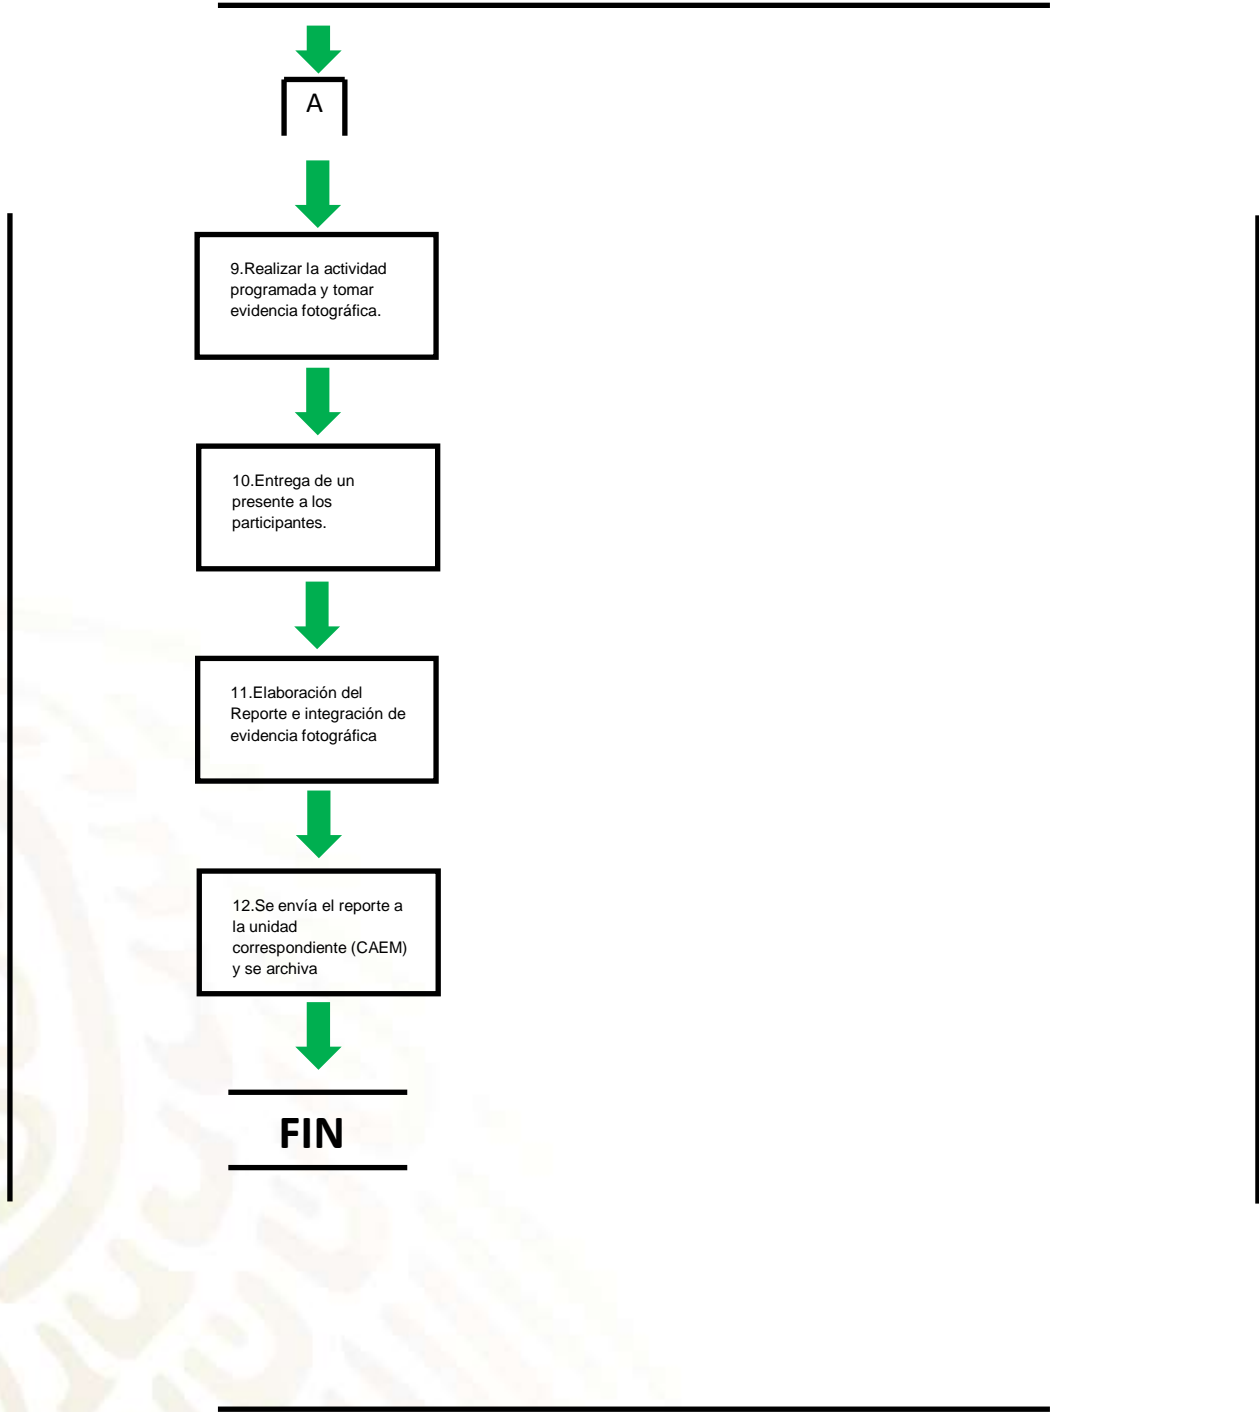 A
9.Realizar la actividad
programada y tomar
evidencia fotográfica.
10.Entrega de un
presente a los
participantes.
11.Elaboración del
Reporte e integración de
evidencia fotográfica
12.Se envía el reporte a
la unidad
correspondiente (CAEM)
y se archiva
FIN